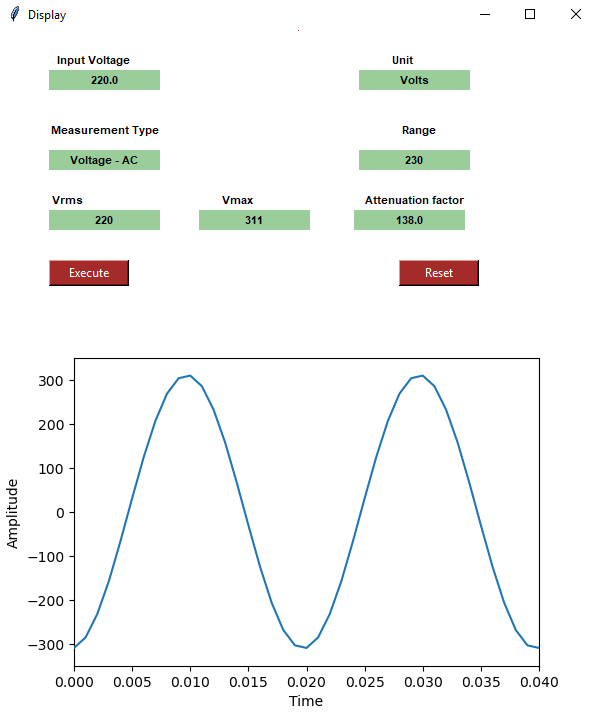 Display
Input Voltage Unit
220.0 Volts
Measurement Type Range
Voltage - AC 230
Vrms Vmax Attenuation factor
220 311 138.0
Execute Reset
300
200
100
0
−100
−200
−300
Amplitude
0.000 0.005 0.010 0.015 0.020 0.025 0.030 0.035 0.040
Time